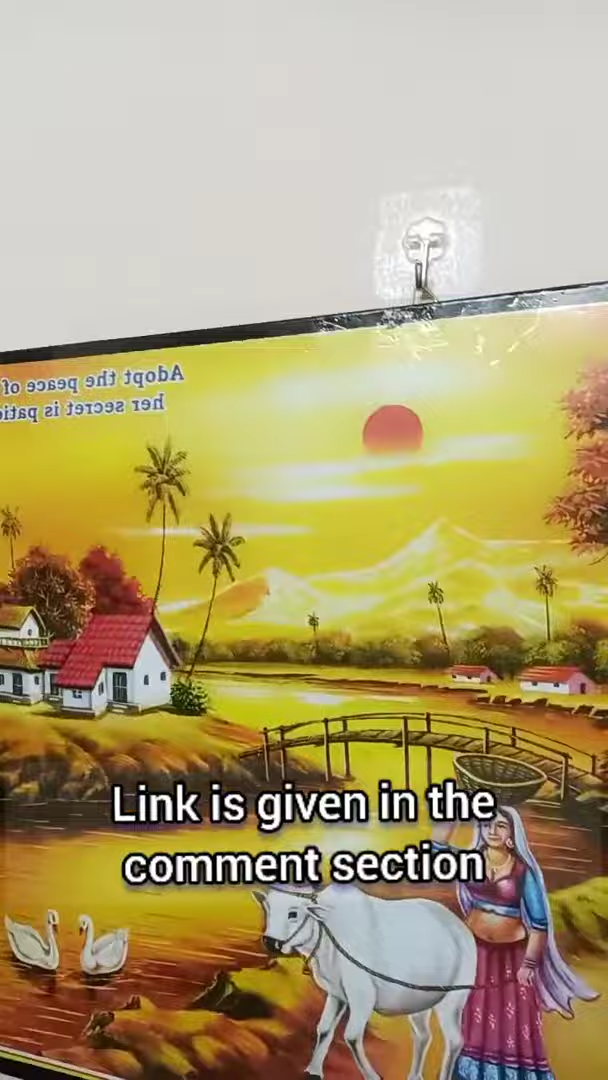 Adopt the peace of
her secret is
Link is given in the
comment section